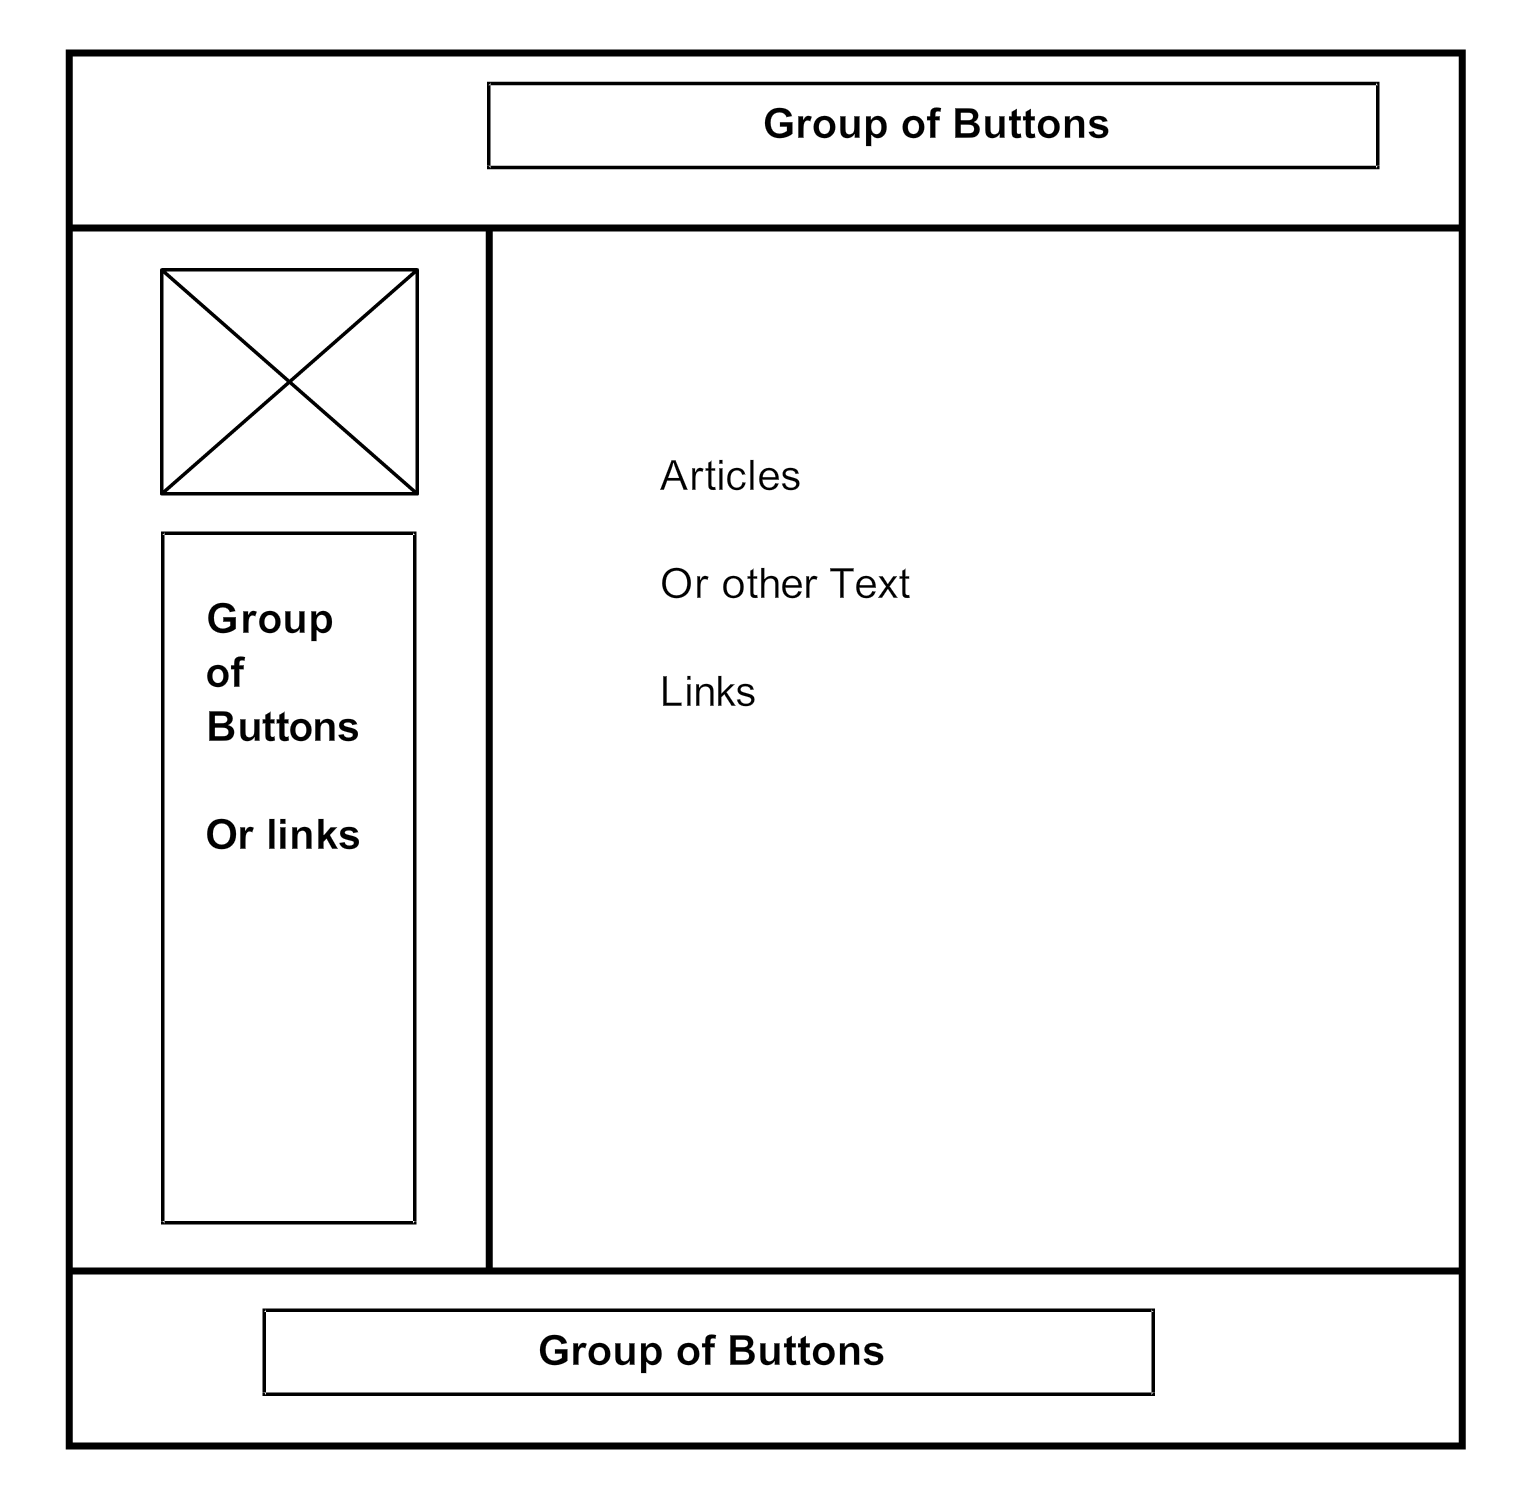 Group of Buttons
Group
of
Buttons
Or links
Articles
Or other Text
Links
Group of Buttons